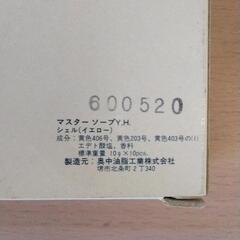 600520
マスター ソープY.H.
シェル(イエロー)
成分：黄色406号、黄色203号、黄色403号の(1)
エデト酸塩、香料
標準重量 10g×10pcs.
製造元：奥中油脂工業株式会社
堺市北条町2丁340